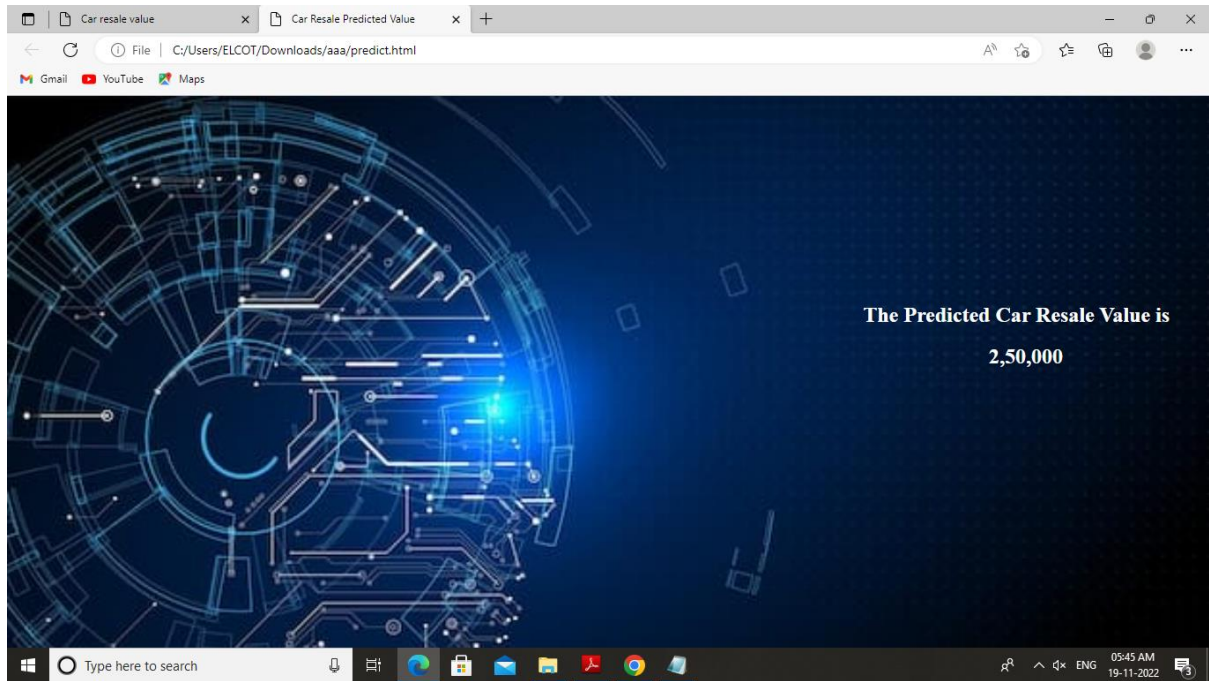 Car resale value
Car Resale Predicted Value
File | C:/Users/ELCOT/Downloads/aaa/predict.html
Gmail YouTube Maps
The Predicted Car Resale Value is
2,50,000
Type here to search
ENG
05:45 AM
19-11-2022
3